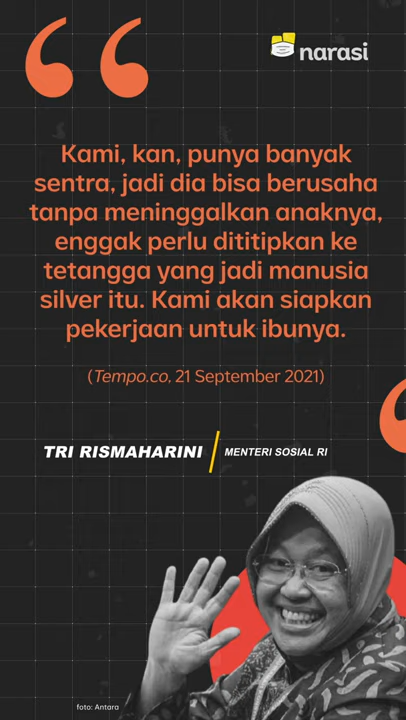 narasi
Kami, kan, punya banyak
sentra, jadi dia bisa berusaha
tanpa meninggalkan anaknya,
enggak perlu dititipkan ke
tetangga yang jadi manusia
silver itu. Kami akan siapkan
pekerjaan untuk ibunya.
(Tempo.co, 21 September 2021)
TRI RISMAHARINI / MENTERI SOSIAL RI
foto: Antara